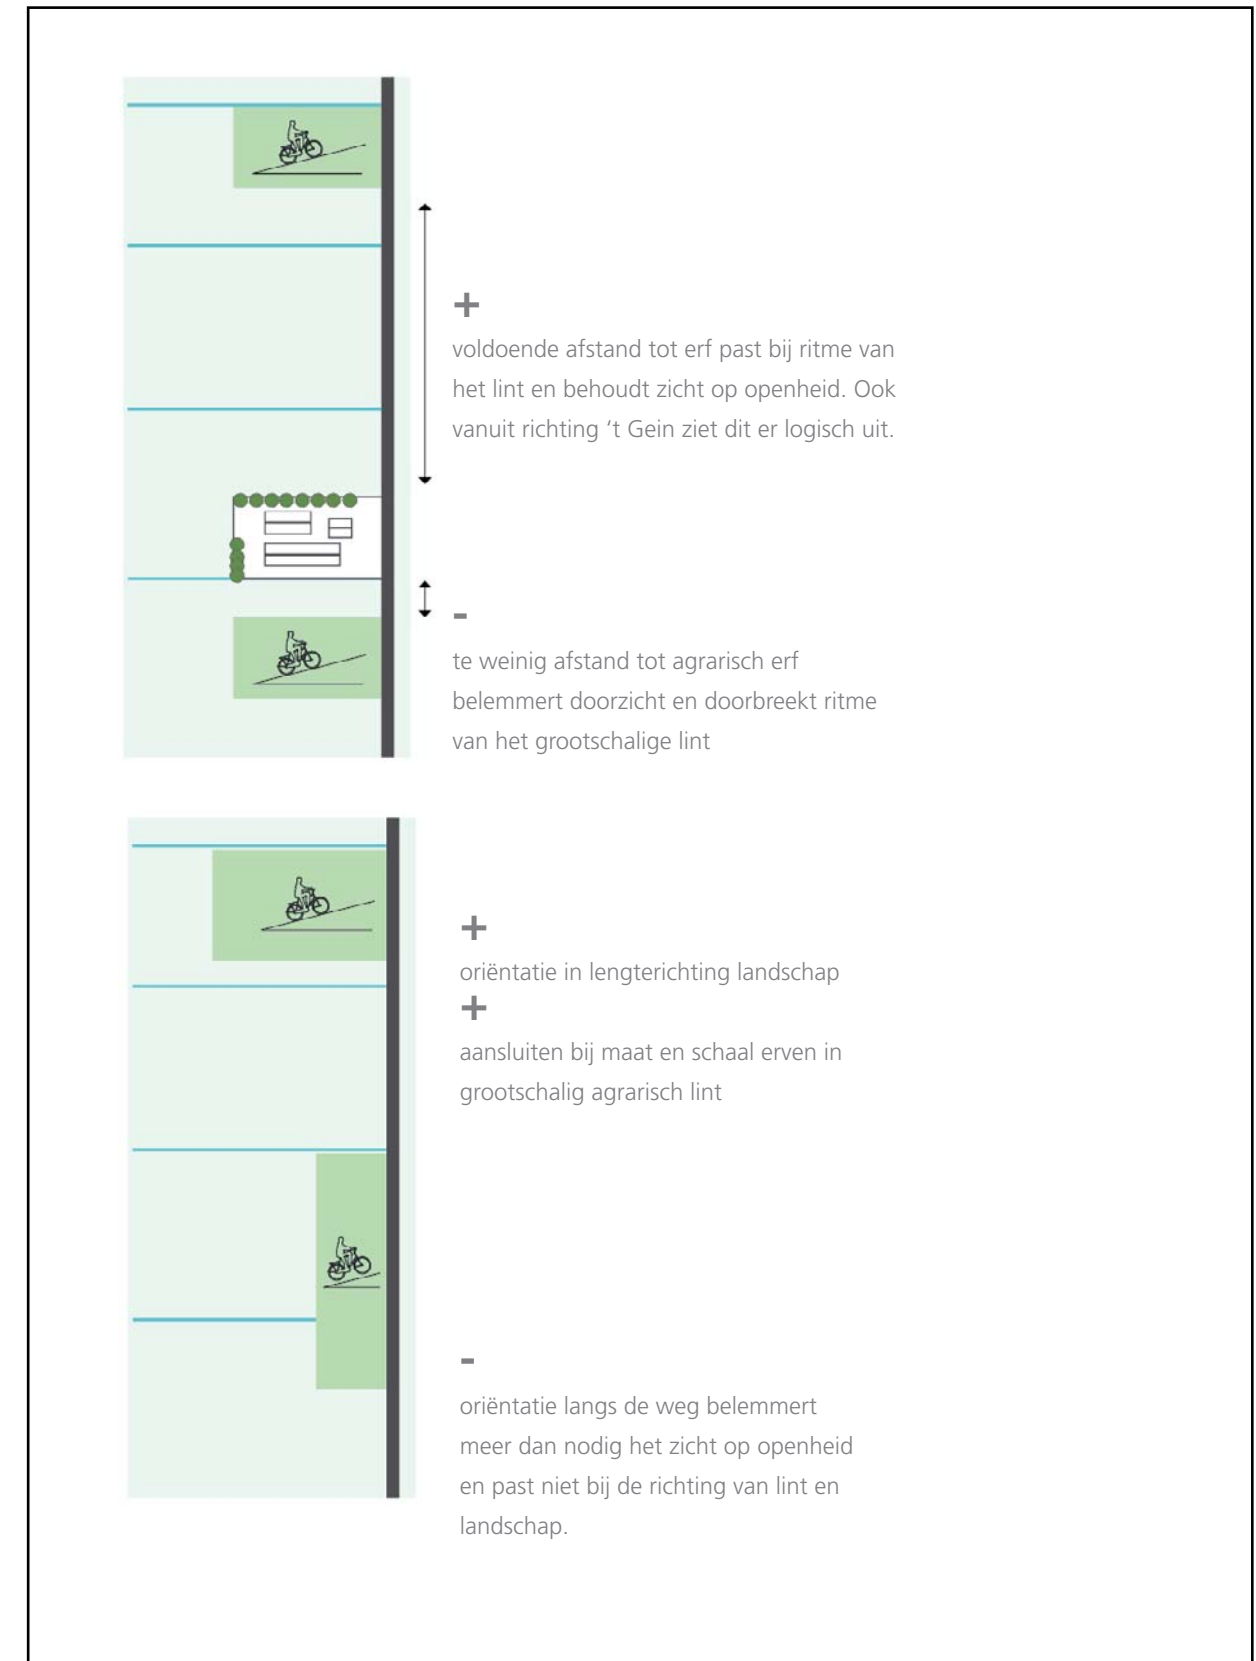 +
voldoende afstand tot erf past bij ritme van
het lint en behoudt zicht op openheid. Ook
vanuit richting ‘t Gein ziet dit er logisch uit.
-
te weinig afstand tot agrarisch erf
belemmert doorzicht en doorbreekt ritme
van het grootschalige lint
+
oriëntatie in lengterichting landschap
+
aansluiten bij maat en schaal erven in
grootschalig agrarisch lint
-
oriëntatie langs de weg belemmert
meer dan nodig het zicht op openheid
en past niet bij de richting van lint en
landschap.